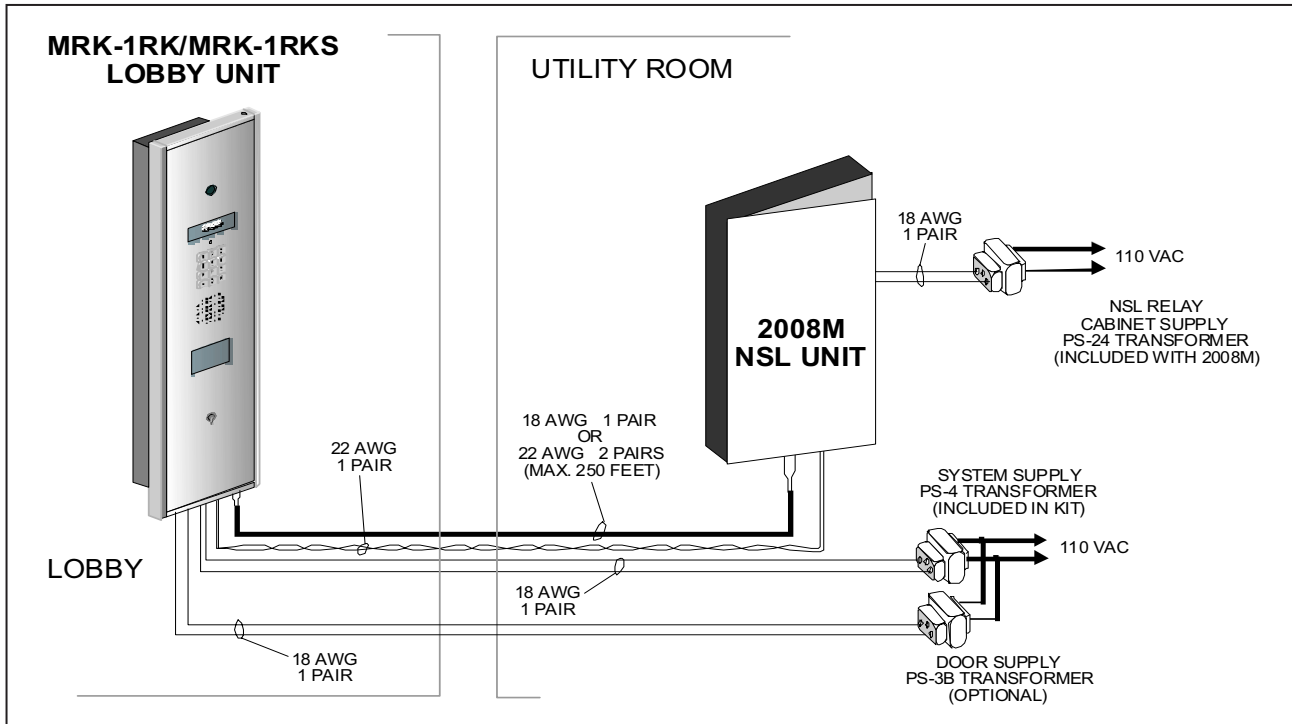 MRK-1RK/MRK-1RKS
LOBBY UNIT
UTILITY ROOM
18 AWG
1 PAIR
110 VAC
NSL RELAY
CABINET SUPPLY
PS-24 TRANSFORMER
(INCLUDED WITH 2008M)
2008M
NSL UNIT
22 AWG
1 PAIR
18 AWG 1 PAIR
OR
22 AWG 2 PAIRS
(MAX. 250 FEET)
SYSTEM SUPPLY
PS-4 TRANSFORMER
(INCLUDED IN KIT)
110 VAC
LOBBY
18 AWG
1 PAIR
18 AWG
1 PAIR
DOOR SUPPLY
PS-3B TRANSFORMER
(OPTIONAL)